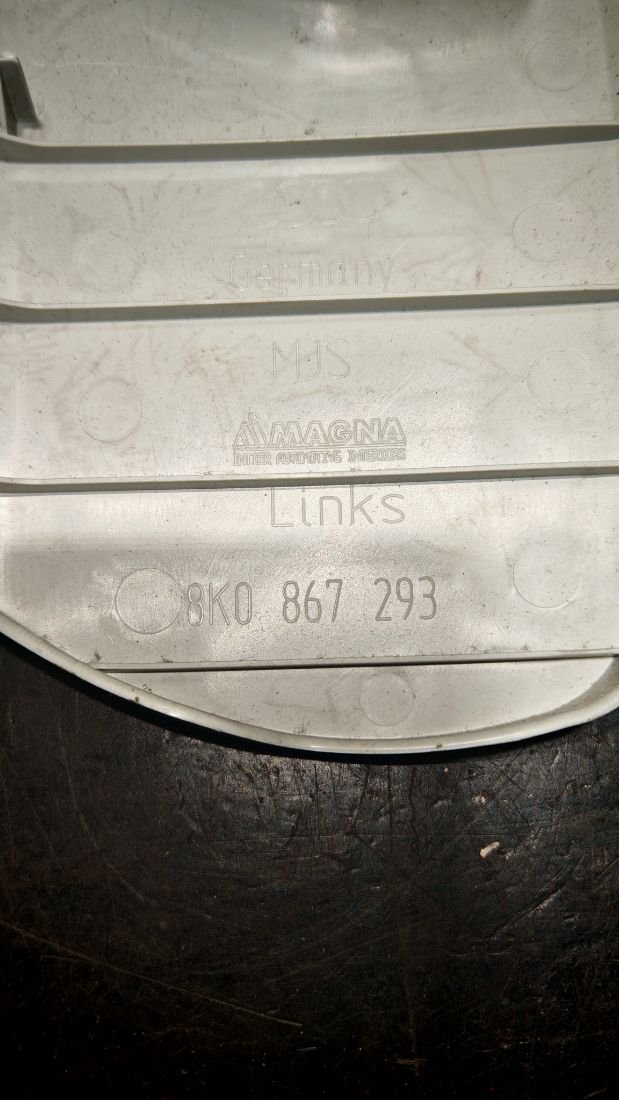 Germany
MJS
MAGNA
INTIER AUTOMOTIVE INTERIORS
Links
8K0 867 293